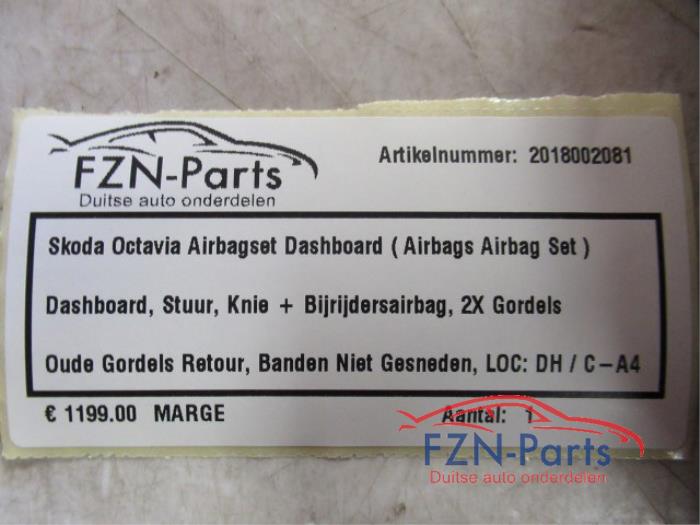 FZN-Parts
Duitse auto onderdelen
Artikelnummer: 2018002081
Skoda Octavia Airbagset Dashboard ( Airbags Airbag Set )
Dashboard, Stuur, Knie + Bijrijdersairbag, 2X Gordels
Oude Gordels Retour, Banden Niet Gesneden, LOC: DH / C-A4
€ 1199.00 MARGE
Aantal: 1
FZN-Parts
Duitse auto onderdelen